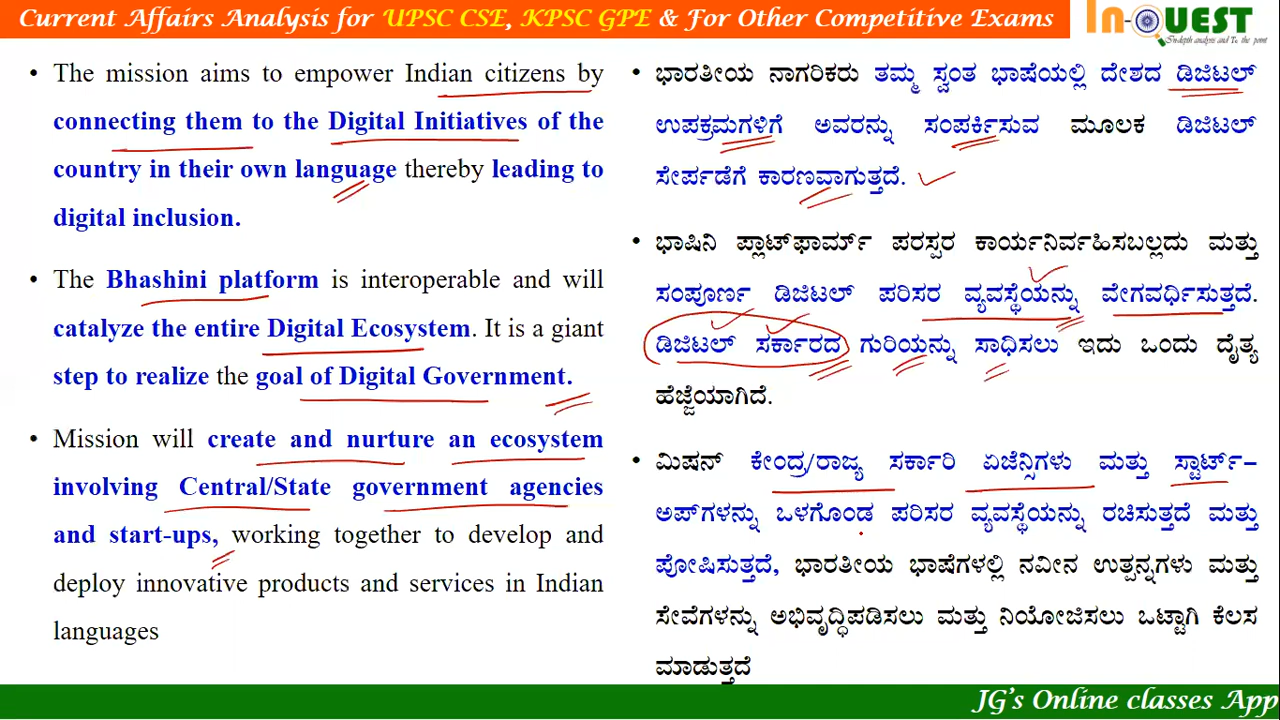 Current Affairs Analysis for UPSC CSE, KPSC GPE & For Other Competitive Exams
In-QUEST
In-depth analysis and To the point
• The mission aims to empower Indian citizens by
connecting them to the Digital Initiatives of the
country in their own language thereby leading to
digital inclusion.
• The Bhashini platform is interoperable and will
catalyze the entire Digital Ecosystem. It is a giant
step to realize the goal of Digital Government.
• Mission will create and nurture an ecosystem
involving Central/State government agencies
and start-ups, working together to develop and
deploy innovative products and services in Indian
languages
• ಭಾರತೀಯ ನಾಗರಿಕರು ತಮ್ಮ ಸ್ವಂತ ಭಾಷೆಯಲ್ಲಿ ದೇಶದ ಡಿಜಿಟಲ್
ಉಪಕ್ರಮಗಳಿಗೆ ಅವರನ್ನು ಸಂಪರ್ಕಿಸುವ ಮೂಲಕ ಡಿಜಿಟಲ್
ಸೇರ್ಪಡೆಗೆ ಕಾರಣವಾಗುತ್ತದೆ.
• ಭಾಷಿನಿ ಪ್ಲಾಟ್‌ಫಾರ್ಮ್ ಪರಸ್ಪರ ಕಾರ್ಯನಿರ್ವಹಿಸಬಲ್ಲದು ಮತ್ತು
ಸಂಪೂರ್ಣ ಡಿಜಿಟಲ್ ಪರಿಸರ ವ್ಯವಸ್ಥೆಯನ್ನು ವೇಗವರ್ಧಿಸುತ್ತದೆ.
ಡಿಜಿಟಲ್ ಸರ್ಕಾರದ ಗುರಿಯನ್ನು ಸಾಧಿಸಲು ಇದು ಒಂದು ದೈತ್ಯ
ಹೆಜ್ಜೆಯಾಗಿದೆ.
• ಮಿಷನ್ ಕೇಂದ್ರ/ರಾಜ್ಯ ಸರ್ಕಾರಿ ಏಜೆನ್ಸಿಗಳು ಮತ್ತು ಸ್ಟಾರ್ಟ್–
ಅಪ್‌ಗಳನ್ನು ಒಳಗೊಂಡ ಪರಿಸರ ವ್ಯವಸ್ಥೆಯನ್ನು ರಚಿಸುತ್ತದೆ ಮತ್ತು
ಪೋಷಿಸುತ್ತದೆ, ಭಾರತೀಯ ಭಾಷೆಗಳಲ್ಲಿ ನವೀನ ಉತ್ಪನ್ನಗಳು ಮತ್ತು
ಸೇವೆಗಳನ್ನು ಅಭಿವೃದ್ಧಿಪಡಿಸಲು ಮತ್ತು ನಿಯೋಜಿಸಲು ಒಟ್ಟಾಗಿ ಕೆಲಸ
ಮಾಡುತ್ತದೆ
JG's Online classes App